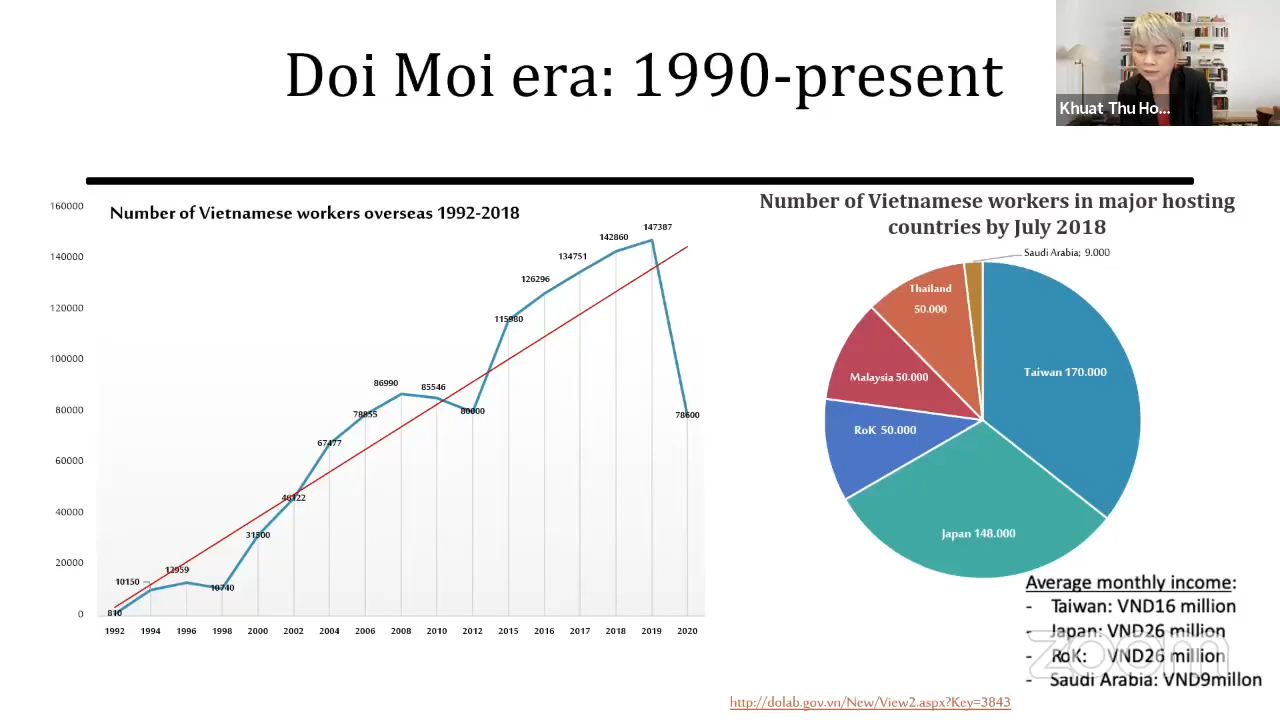 Doi Moi era: 1990-present
Khuat Thu Ho...
Number of Vietnamese workers overseas 1992-2018
160000
140000
120000
100000
80000
60000
40000
20000
0
810
10150
12959
10740
31500
46122
67477
78855
86990
85546
80000
115980
126296
134751
142860
147387
78600
1992 1994 1996 1998 2000 2002 2004 2006 2008 2010 2012 2015 2016 2017 2018 2019 2020
Number of Vietnamese workers in major hosting
countries by July 2018
Saudi Arabia; 9.000
Thailand
50.000
Taiwan 170.000
Malaysia 50.000
RoK 50.000
Japan 148.000
Average monthly income:
- Taiwan: VND16 million
- Japan: VND26 million
- RoK: VND26 million
- Saudi Arabia: VND9millon
zoom
http://dolab.gov.vn/New/View2.aspx?Key=3843